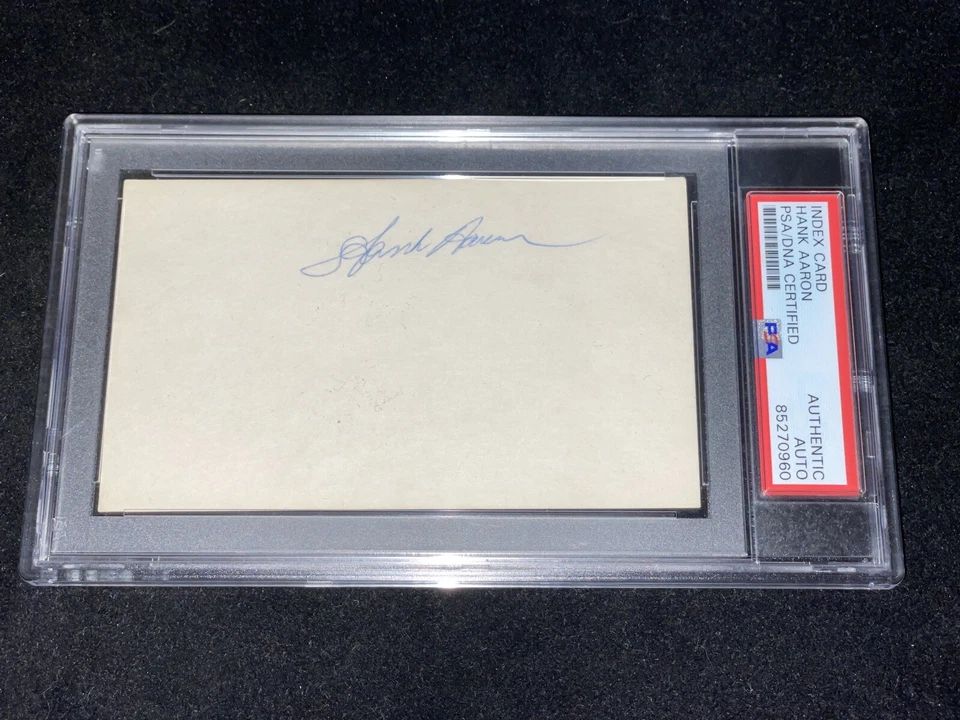 Hank Aaron
INDEX CARD
HANK AARON
PSA/DNA CERTIFIED
PSA
AUTHENTIC
AUTO
85270960